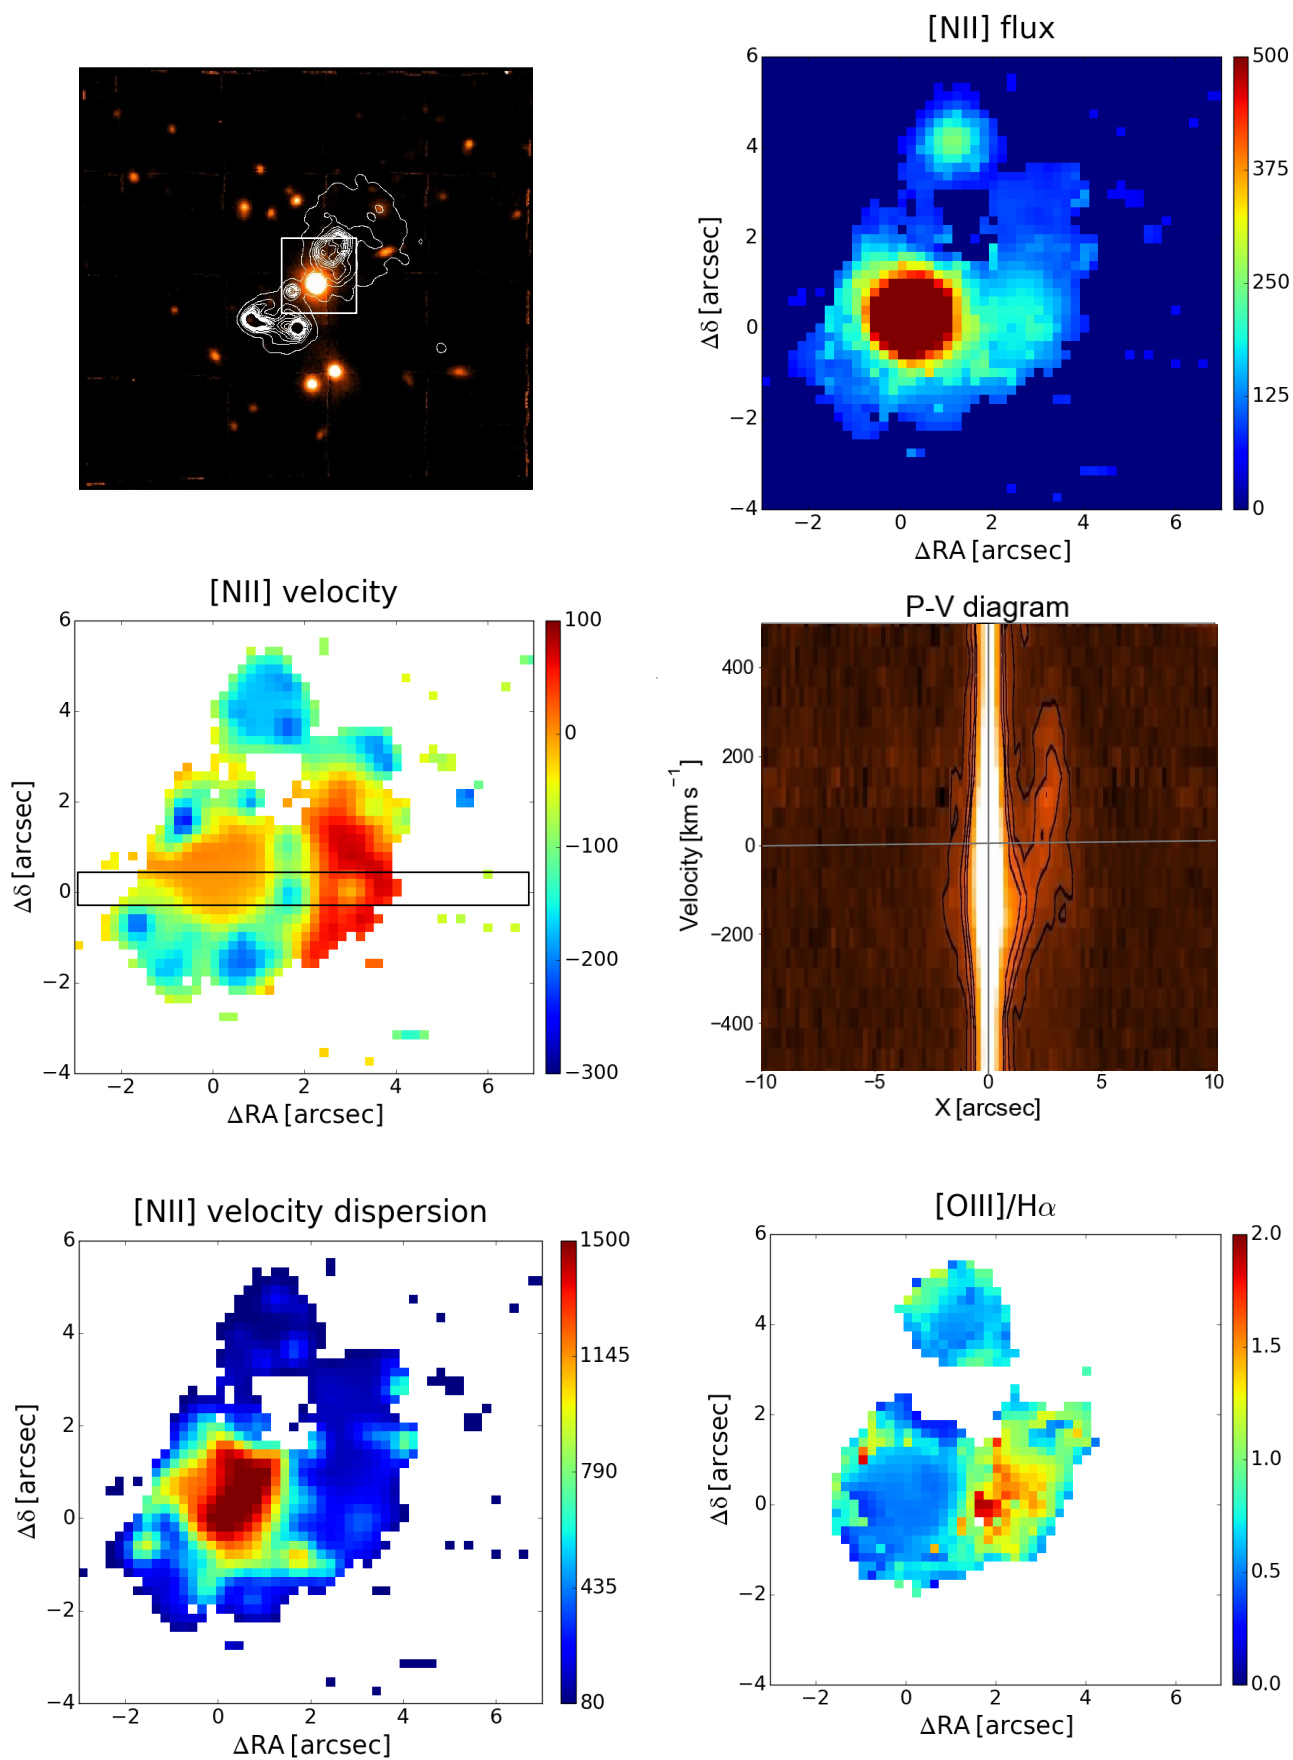 [NII] flux
6
4
2
0
−2
−4
Δδ [arcsec]
−2 0 2 4 6
ΔRA [arcsec]
500
375
250
125
0
[NII] velocity
6
4
2
0
−2
−4
Δδ [arcsec]
−2 0 2 4 6
ΔRA [arcsec]
100
0
−100
−200
−300
P-V diagram
400
200
0
−200
−400
Velocity [km s⁻¹]
−10 −5 0 5 10
X [arcsec]
[NII] velocity dispersion
6
4
2
0
−2
−4
Δδ [arcsec]
−2 0 2 4 6
ΔRA [arcsec]
1500
1145
790
435
80
[OIII]/Hα
6
4
2
0
−2
−4
Δδ [arcsec]
−2 0 2 4 6
ΔRA [arcsec]
2.0
1.5
1.0
0.5
0.0